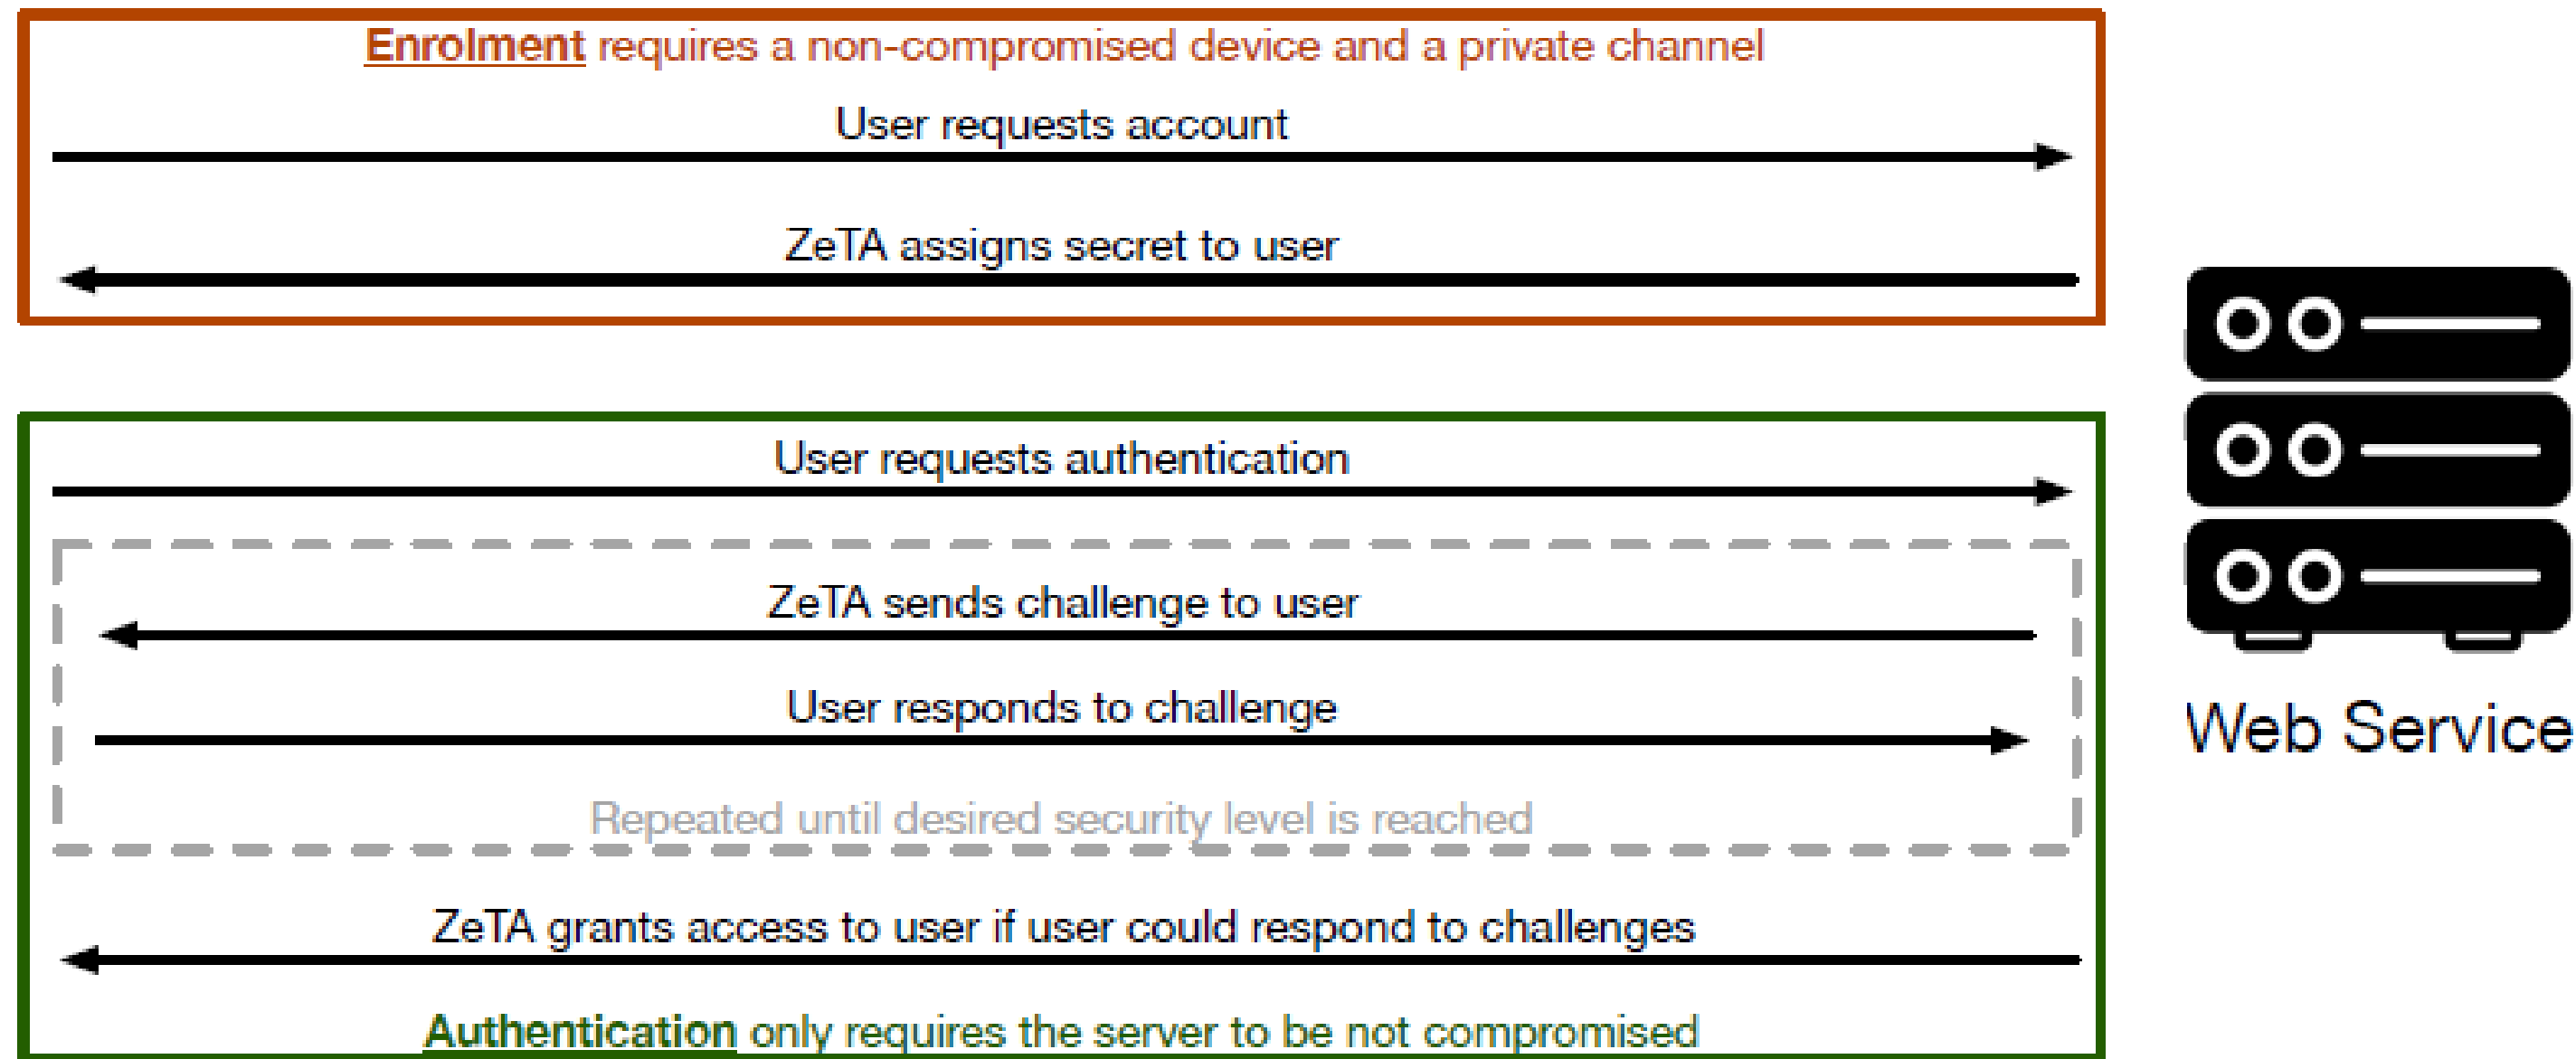 Enrolment requires a non-compromised device and a private channel
User requests account
ZeTA assigns secret to user
User requests authentication
ZeTA sends challenge to user
User responds to challenge
Repeated until desired security level is reached
ZeTA grants access to user if user could respond to challenges
Authentication only requires the server to be not compromised
Web Service